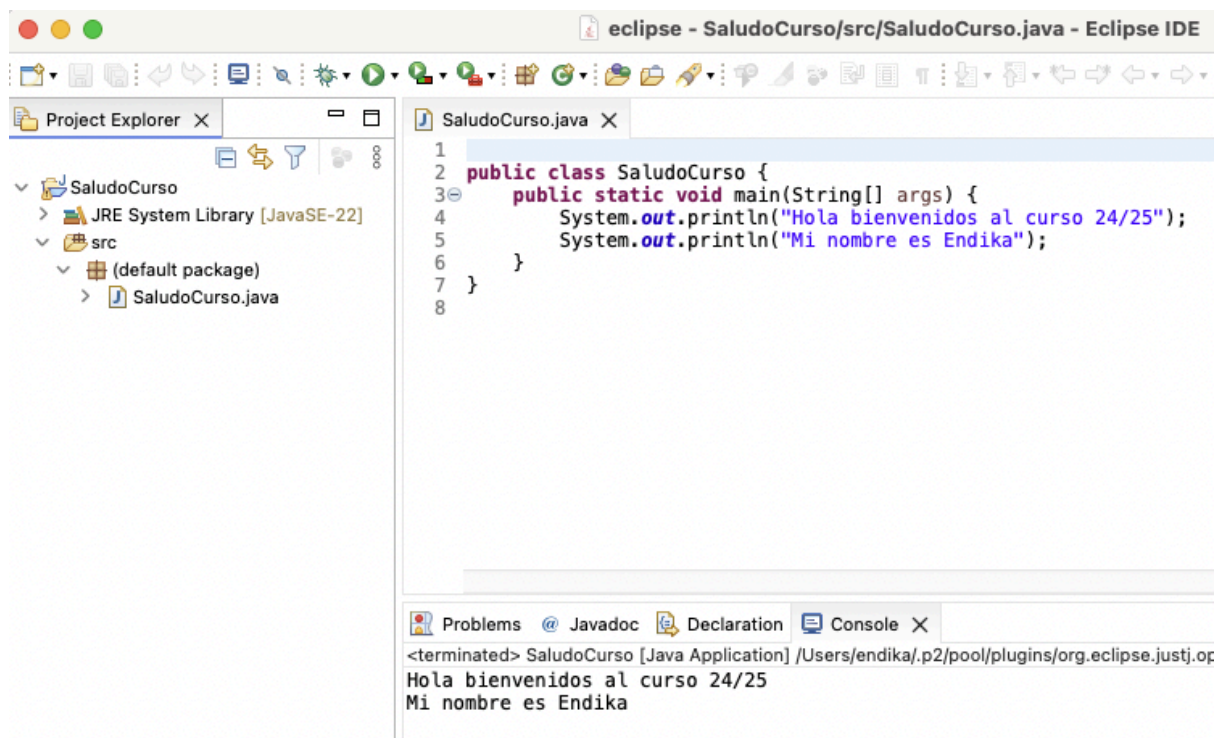 eclipse - SaludoCurso/src/SaludoCurso.java - Eclipse IDE
Project Explorer
SaludoCurso
JRE System Library [JavaSE-22]
src
(default package)
SaludoCurso.java
SaludoCurso.java
1
2 public class SaludoCurso {
3 public static void main(String[] args) {
4 System.out.println("Hola bienvenidos al curso 24/25");
5 System.out.println("Mi nombre es Endika");
6 }
7 }
8
Problems @ Javadoc Declaration Console
<terminated> SaludoCurso [Java Application] /Users/endika/.p2/pool/plugins/org.eclipse.justj.op
Hola bienvenidos al curso 24/25
Mi nombre es Endika